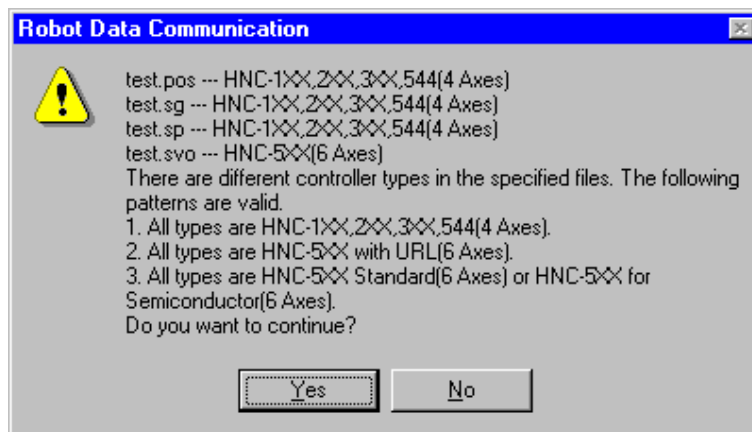 Robot Data Communication
test.pos --- HNC-1XX,2XX,3XX,544(4 Axes)
test.sg --- HNC-1XX,2XX,3XX,544(4 Axes)
test.sp --- HNC-1XX,2XX,3XX,544(4 Axes)
test.svo --- HNC-5XX(6 Axes)
There are different controller types in the specified files. The following
patterns are valid.
1. All types are HNC-1XX,2XX,3XX,544(4 Axes).
2. All types are HNC-5XX with URL(6 Axes).
3. All types are HNC-5XX Standard(6 Axes) or HNC-5XX for
Semiconductor(6 Axes).
Do you want to continue?
Yes No